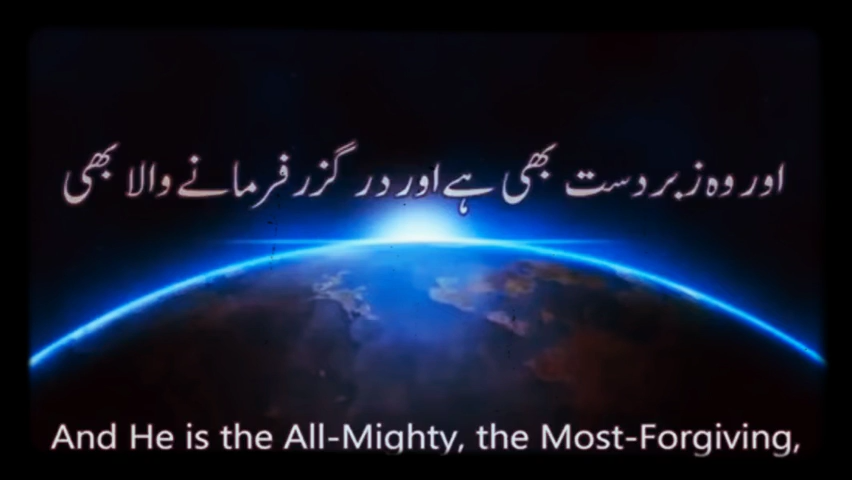 اور وہ زبردست بھی ہے اور درگزر فرمانے والا بھی
And He is the All-Mighty, the Most-Forgiving,